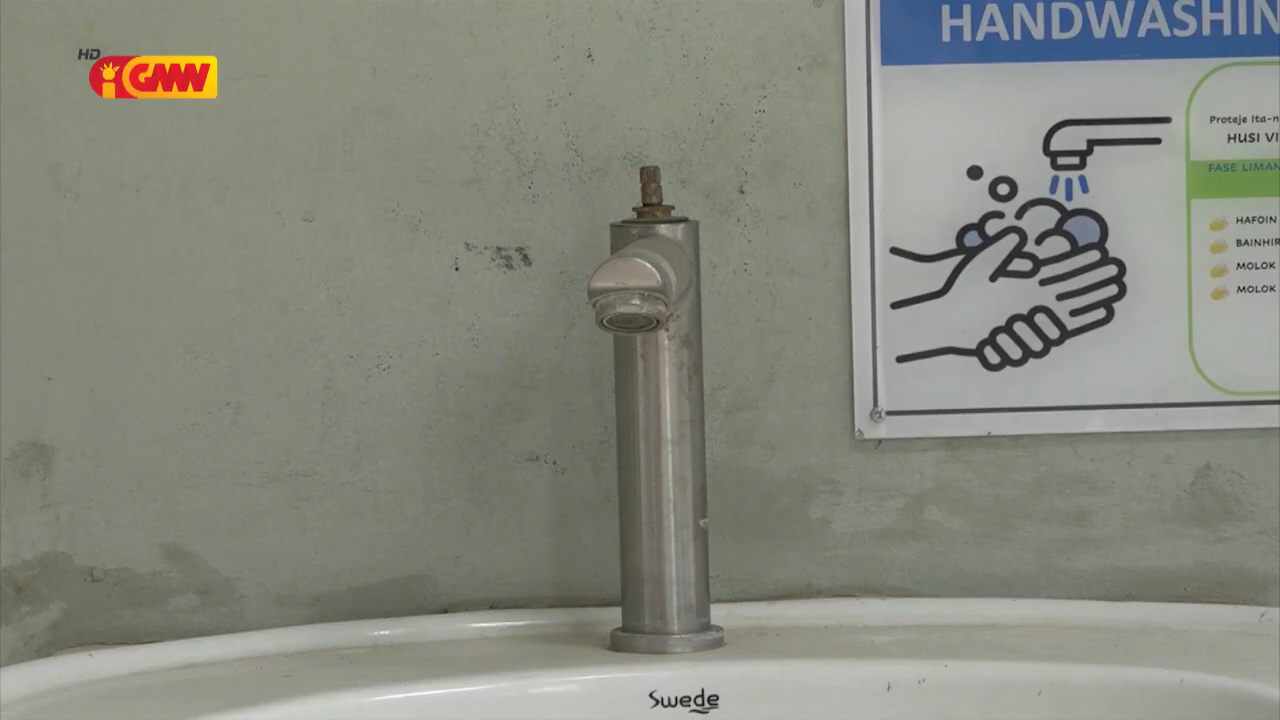 HD
GMN
HANDWASHIN
Proteje Ita-n
HUSI VI
FASE LIMAN
HAFOIN
BAINHIR
MOLOK
MOLOK
Swede